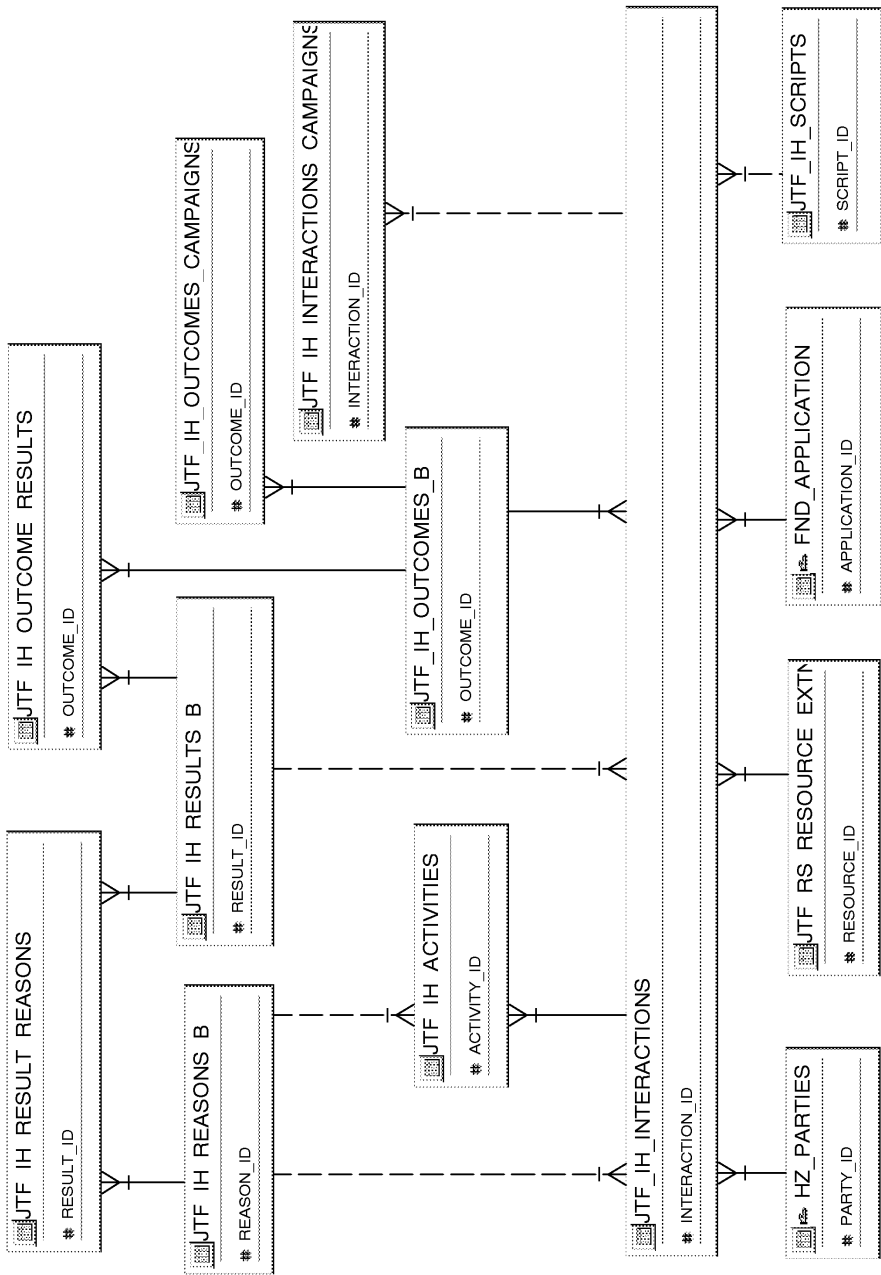 JTF IH RESULT REASONS
# RESULT_ID
JTF IH OUTCOME RESULTS
# OUTCOME_ID
JTF IH REASONS B
# REASON_ID
JTF IH RESULTS B
# RESULT_ID
JTF_IH_OUTCOMES_CAMPAIGNS
# OUTCOME_ID
JTF IH INTERACTIONS CAMPAIGNS
# INTERACTION_ID
JTF IH ACTIVITIES
# ACTIVITY_ID
JTF_IH_OUTCOMES_B
# OUTCOME_ID
JTF_IH_INTERACTIONS
# INTERACTION_ID
HZ_PARTIES
# PARTY_ID
JTF RS RESOURCE EXTN
# RESOURCE_ID
FND_APPLICATION
# APPLICATION_ID
JTF_IH_SCRIPTS
# SCRIPT_ID